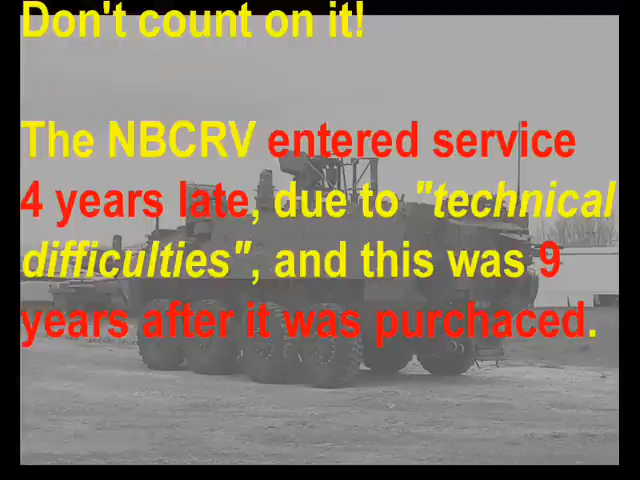 Don't count on it!
The NBCRV entered service
4 years late, due to "technical
difficulties", and this was 9
years after it was purchaced.